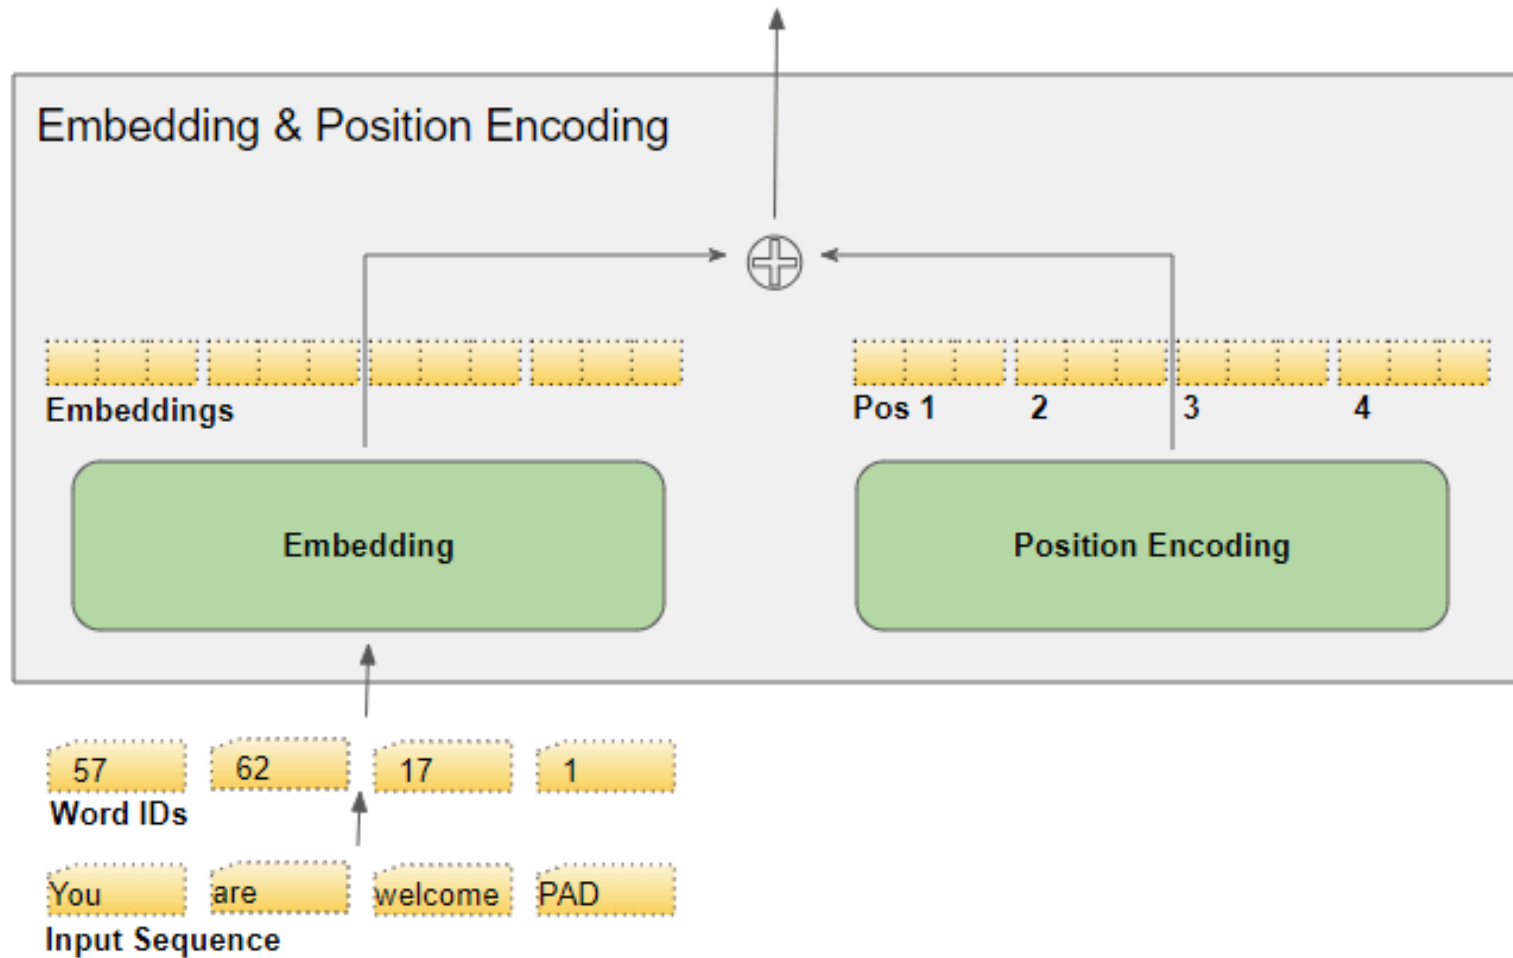 Embedding & Position Encoding
Embeddings
Pos 1 2 3 4
Embedding
Position Encoding
57 62 17 1
Word IDs
You are welcome PAD
Input Sequence